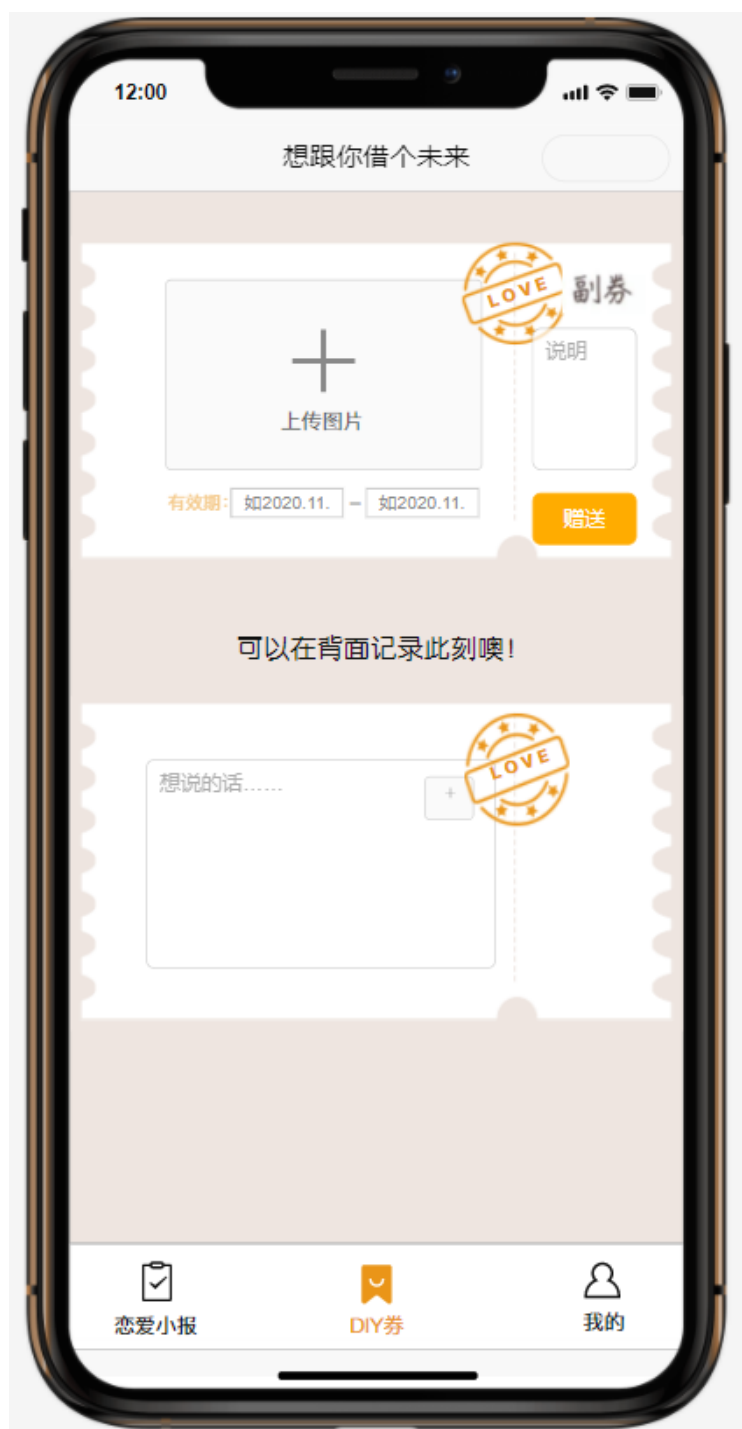 12:00
想跟你借个未来
LOVE
副券
说明
上传图片
有效期: 如2020.11. – 如2020.11.
赠送
可以在背面记录此刻噢!
LOVE
想说的话……
+
恋爱小报
DIY券
我的